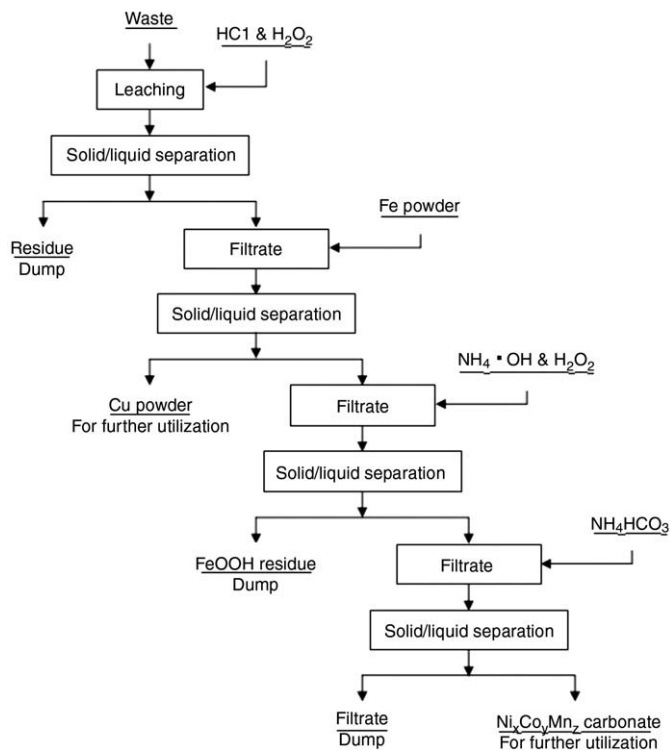 Waste
HC1 & H₂O₂
Leaching
Solid/liquid separation
Fe powder
Residue
Dump
Filtrate
Solid/liquid separation
NH₄ ▪ OH & H₂O₂
Cu powder
For further utilization
Filtrate
Solid/liquid separation
NH₄HCO₃
FeOOH residue
Dump
Filtrate
Solid/liquid separation
Filtrate
Dump
NiₓCoᵧMn_z carbonate
For further utilization